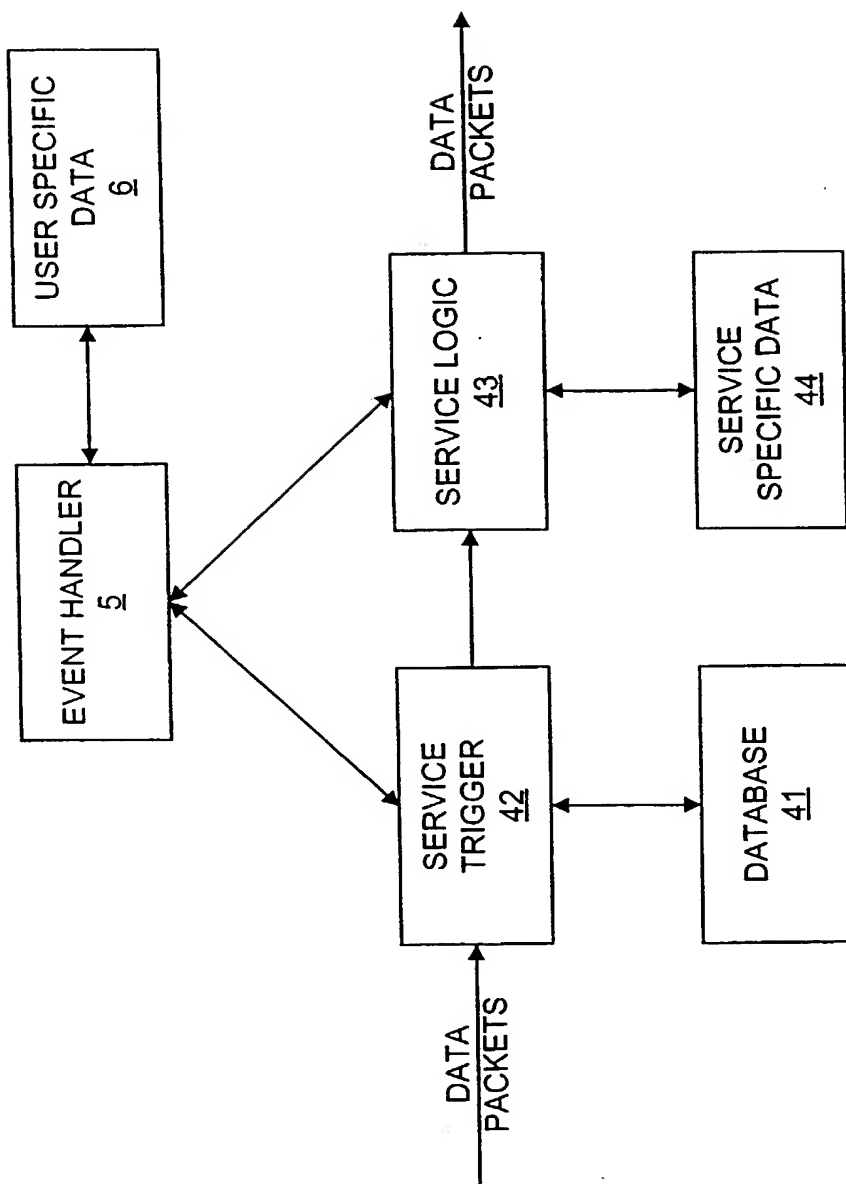 EVENT HANDLER
5
USER SPECIFIC
DATA
6
DATA
PACKETS
SERVICE
TRIGGER
42
SERVICE LOGIC
43
DATA
PACKETS
DATABASE
41
SERVICE
SPECIFIC DATA
44